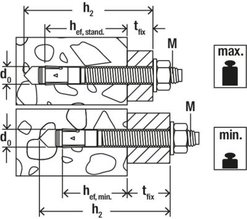 h2
hef, stand. tfix
M
max.
d0
M
d0
min.
hef, min. tfix
h2